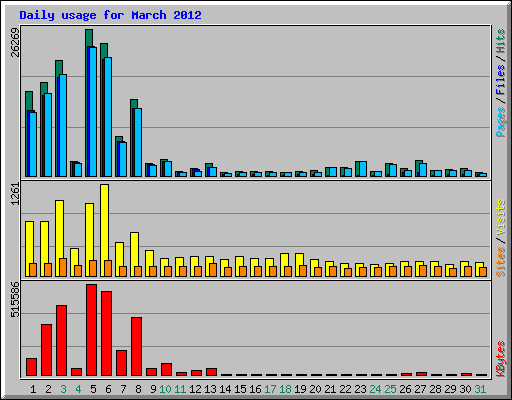 Daily usage for March 2012
26269
Pages / Files / Hits
1261
Sites / Visits
515586
KBytes
1 2 3 4 5 6 7 8 9 10 11 12 13 14 15 16 17 18 19 20 21 22 23 24 25 26 27 28 29 30 31